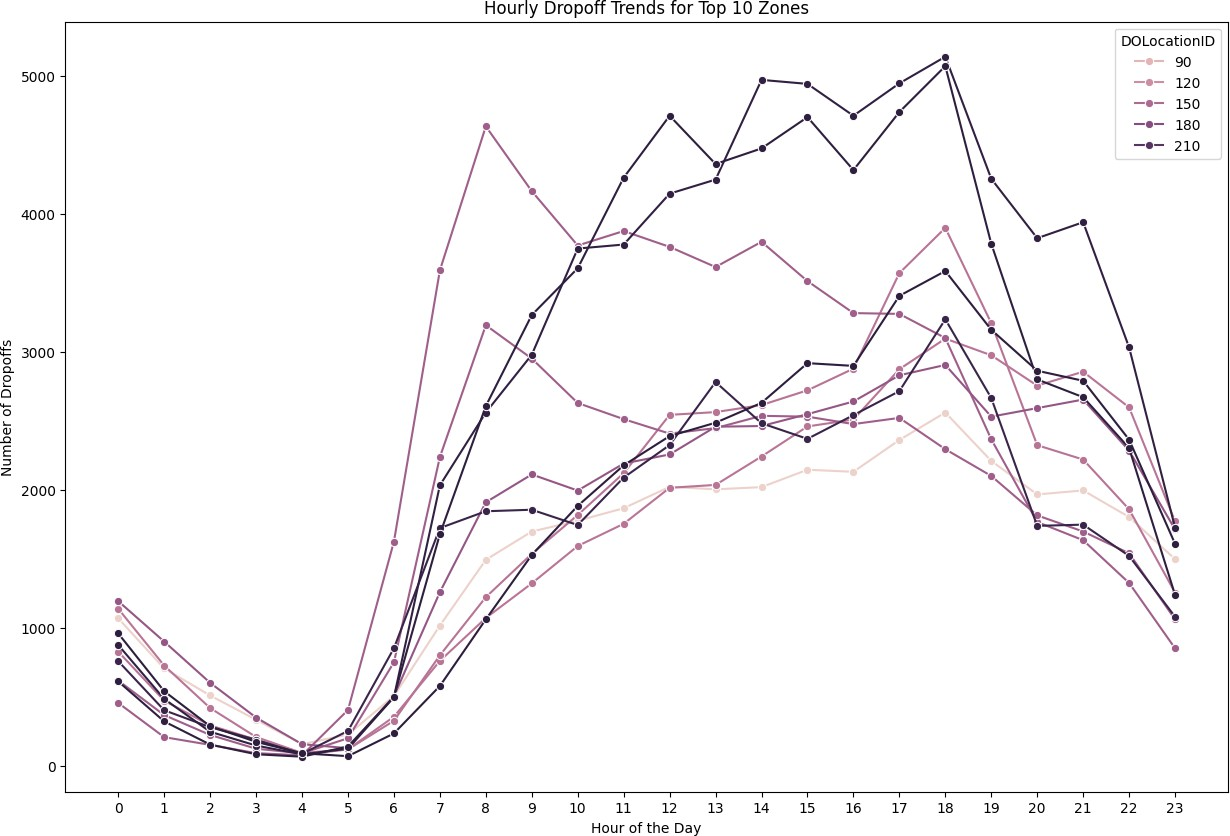 Hourly Dropoff Trends for Top 10 Zones
DOLocationID
90
120
150
180
210
Number of Dropoffs
5000
4000
3000
2000
1000
0
0 1 2 3 4 5 6 7 8 9 10 11 12 13 14 15 16 17 18 19 20 21 22 23
Hour of the Day